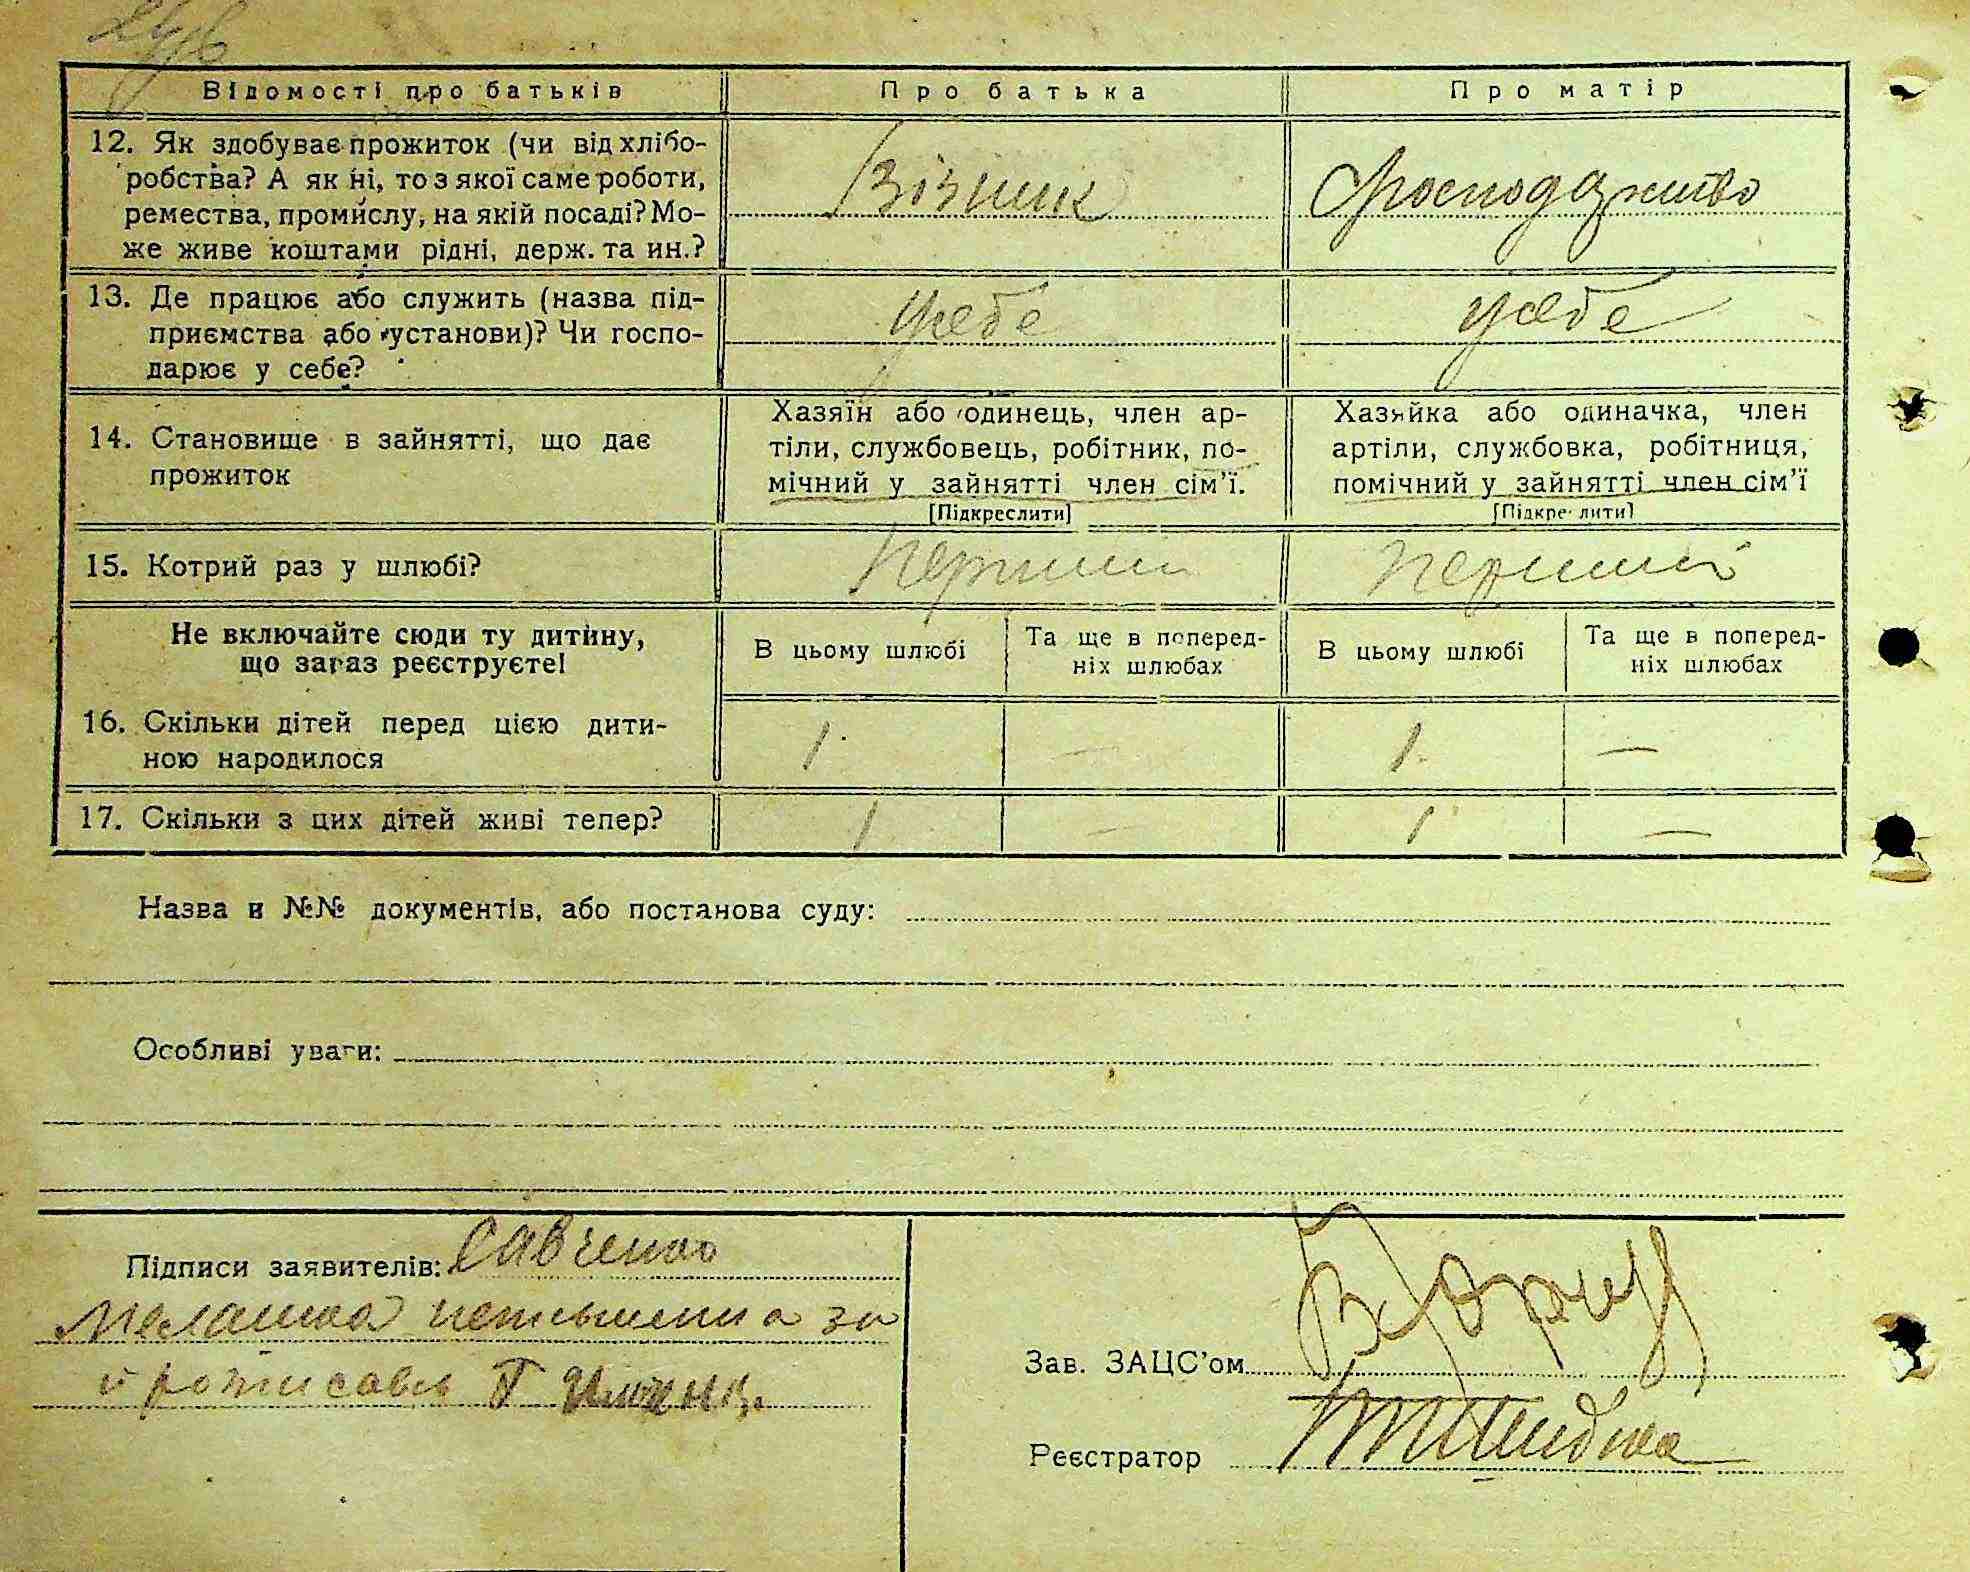 Відомості про батьків
Про батька
Про матір
12. Як здобуває прожиток (чи від хлібо-
робства? А як ні, то з якої саме роботи,
ремества, промислу, на якій посаді? Мо-
же живе коштами рідні, держ. та ин.?
Візник
Господарство
13. Де працює або служить (назва під-
приємства або установи)? Чи госпо-
дарює у себе?
у себе
у себе
14. Становище в зайнятті, що дає
прожиток
Хазяїн або одинець, член ар-
тіли, службовець, робітник, по-
мічний у зайнятті член сім'ї.
[Підкреслити]
Хазяйка або одиначка, член
артіли, службовка, робітниця,
помічний у зайнятті член сім'ї
[Підкреслити]
15. Котрий раз у шлюбі?
перший
перший
Не включайте сюди ту дитину,
що зараз реєструєте!
В цьому шлюбі
Та ще в поперед-
ніх шлюбах
В цьому шлюбі
Та ще в поперед-
ніх шлюбах
16. Скільки дітей перед цією дити-
ною народилося
1 — 1 —
17. Скільки з цих дітей живі тепер?
1 — 1 —
Назва и №№ документів, або постанова суду:
Особливі уваги:
Підписи заявителів: Савченко
Мелашка неписьменна за
Зав. ЗАЦС'ом
Реєстратор